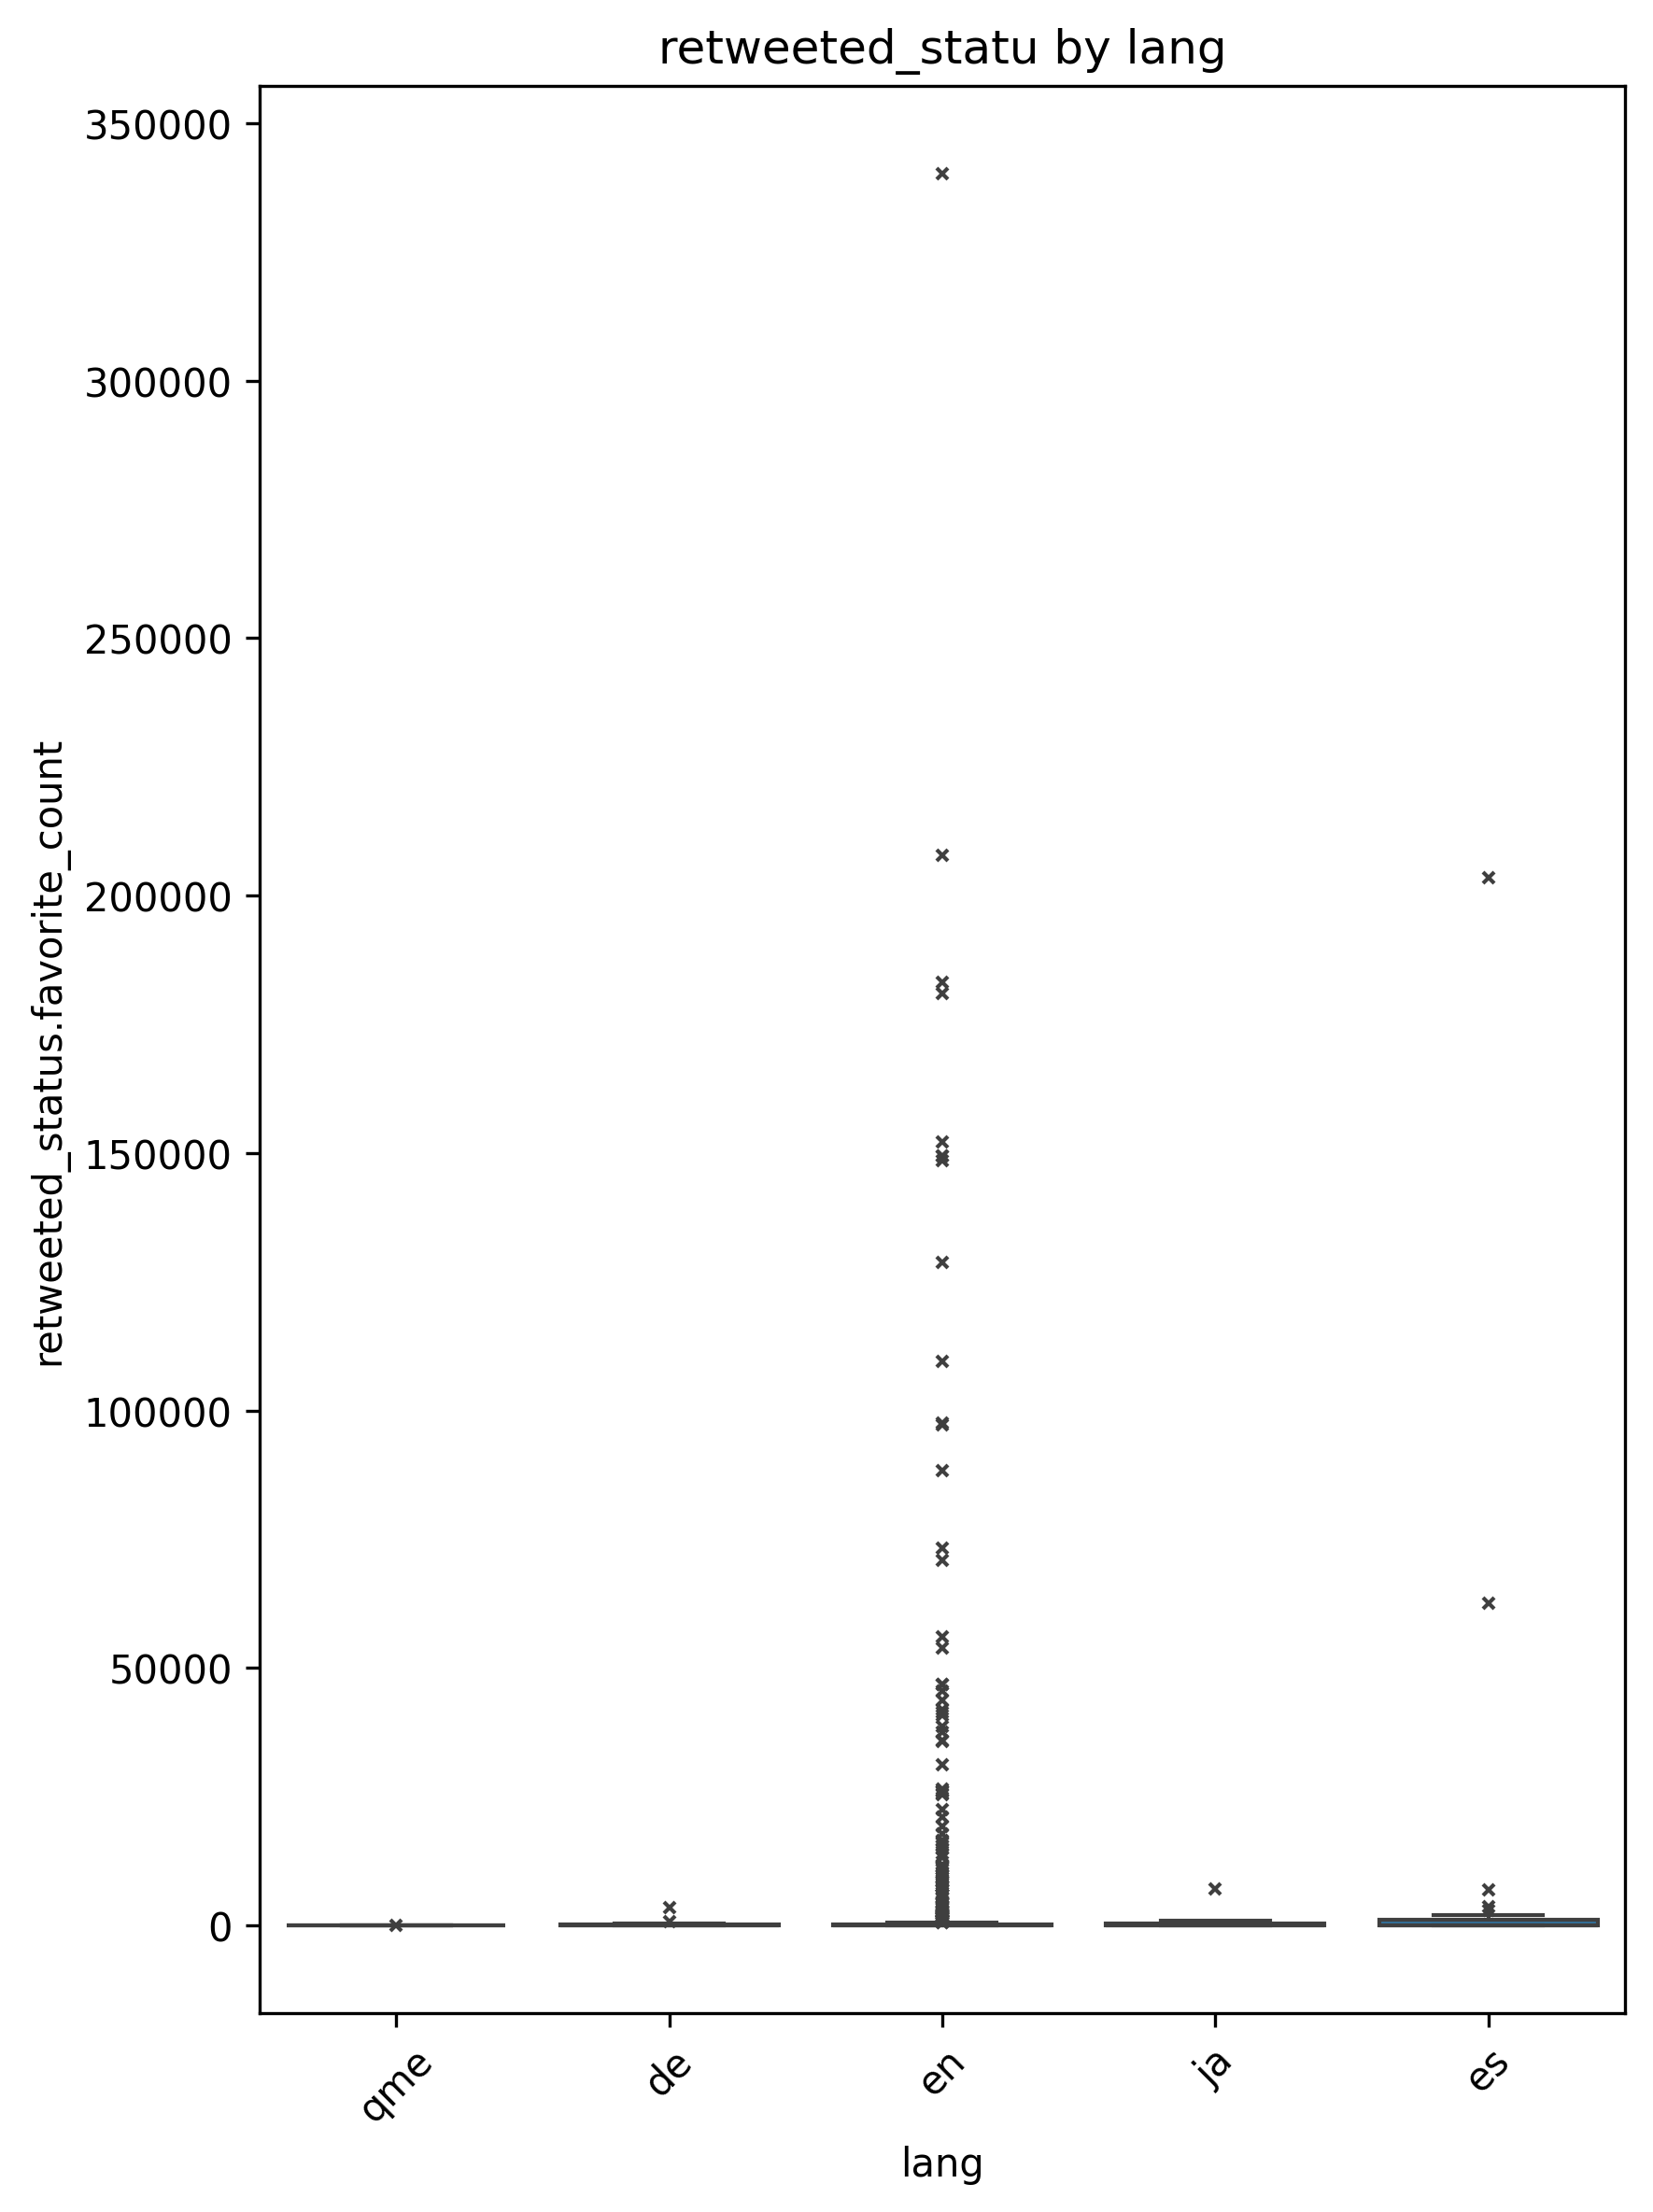 retweeted_statu by lang
350000
300000
250000
200000
150000
100000
50000
0
retweeted_status.favorite_count
qme
de
en
ja
es
lang